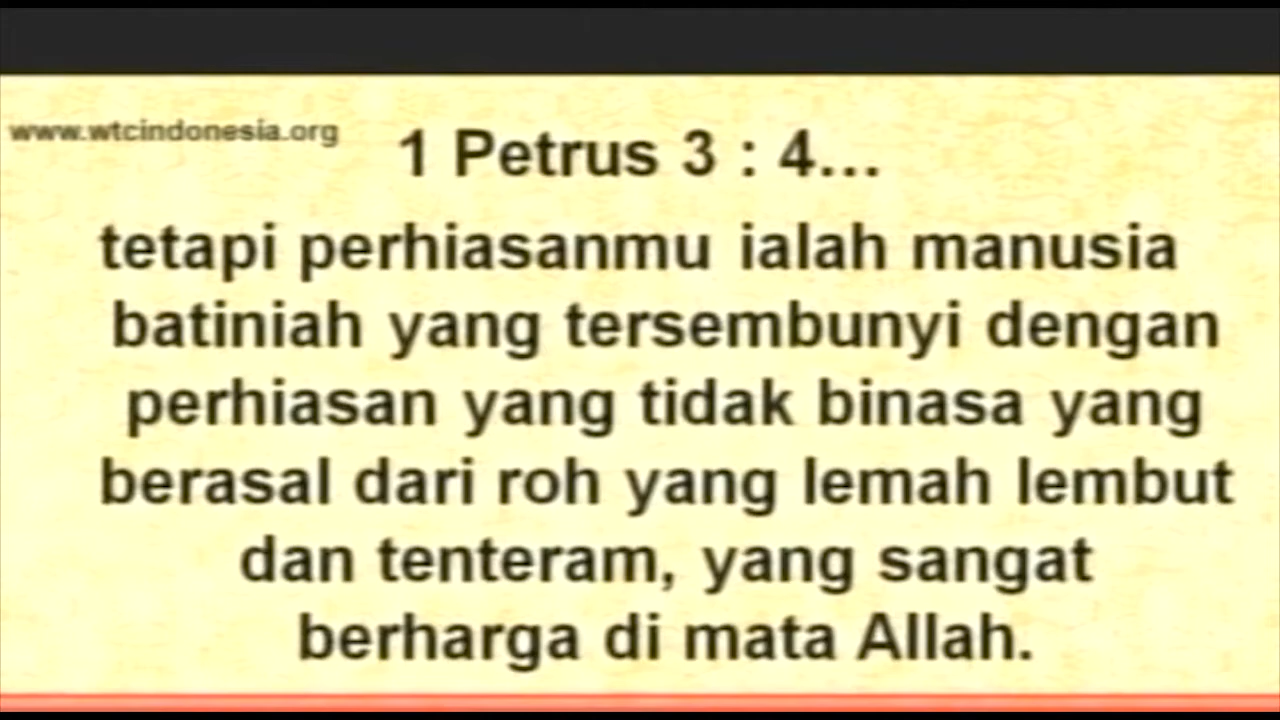 www.wtcindonesia.org
1 Petrus 3 : 4...
tetapi perhiasanmu ialah manusia
batiniah yang tersembunyi dengan
perhiasan yang tidak binasa yang
berasal dari roh yang lemah lembut
dan tenteram, yang sangat
berharga di mata Allah.